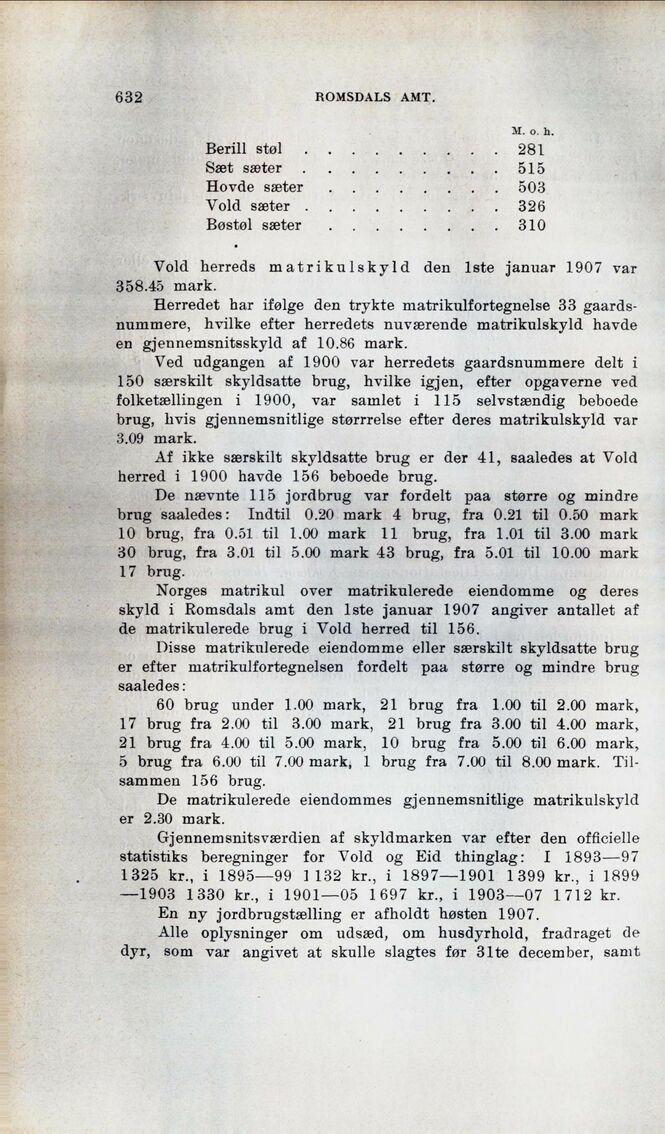 632 ROMSDALS AMT.
M. o. h.
Berill støl . . . . . . . . . 281
Sæt sæter . . . . . . . . . 515
Hovde sæter . . . . . . . . 503
Vold sæter . . . . . . . . . 326
Bøstøl sæter . . . . . . . . 310
Vold herreds matrikulskyld den 1ste januar 1907 var
358.45 mark.
Herredet har ifølge den trykte matrikulfortegnelse 33 gaards-
nummere, hvilke efter herredets nuværende matrikulskyld havde
en gjennemsnitsskyld af 10.86 mark.
Ved udgangen af 1900 var herredets gaardsnummere delt i
150 særskilt skyldsatte brug, hvilke igjen, efter opgaverne ved
folketællingen i 1900, var samlet i 115 selvstændig beboede
brug, hvis gjennemsnitlige størrrelse efter deres matrikulskyld var
3.09 mark.
Af ikke særskilt skyldsatte brug er der 41, saaledes at Vold
herred i 1900 havde 156 beboede brug.
De nævnte 115 jordbrug var fordelt paa større og mindre
brug saaledes: Indtil 0.20 mark 4 brug, fra 0.21 til 0.50 mark
10 brug, fra 0.51 til 1.00 mark 11 brug, fra 1.01 til 3.00 mark
30 brug, fra 3.01 til 5.00 mark 43 brug, fra 5.01 til 10.00 mark
17 brug.
Norges matrikul over matrikulerede eiendomme og deres
skyld i Romsdals amt den 1ste januar 1907 angiver antallet af
de matrikulerede brug i Vold herred til 156.
Disse matrikulerede eiendomme eller særskilt skyldsatte brug
er efter matrikulfortegnelsen fordelt paa større og mindre brug
saaledes:
60 brug under 1.00 mark, 21 brug fra 1.00 til 2.00 mark,
17 brug fra 2.00 til 3.00 mark, 21 brug fra 3.00 til 4.00 mark,
21 brug fra 4.00 til 5.00 mark, 10 brug fra 5.00 til 6.00 mark,
5 brug fra 6.00 til 7.00 mark, 1 brug fra 7.00 til 8.00 mark. Til-
sammen 156 brug.
De matrikulerede eiendommes gjennemsnitlige matrikulskyld
er 2.30 mark.
Gjennemsnitsværdien af skyldmarken var efter den officielle
statistiks beregninger for Vold og Eid thinglag: I 1893—97
1325 kr., i 1895—99 1132 kr., i 1897—1901 1399 kr., i 1899
—1903 1330 kr., i 1901—05 1697 kr., i 1903—07 1712 kr.
En ny jordbrugstælling er afholdt høsten 1907.
Alle oplysninger om udsæd, om husdyrhold, fradraget de
dyr, som var angivet at skulle slagtes før 31te december, samt